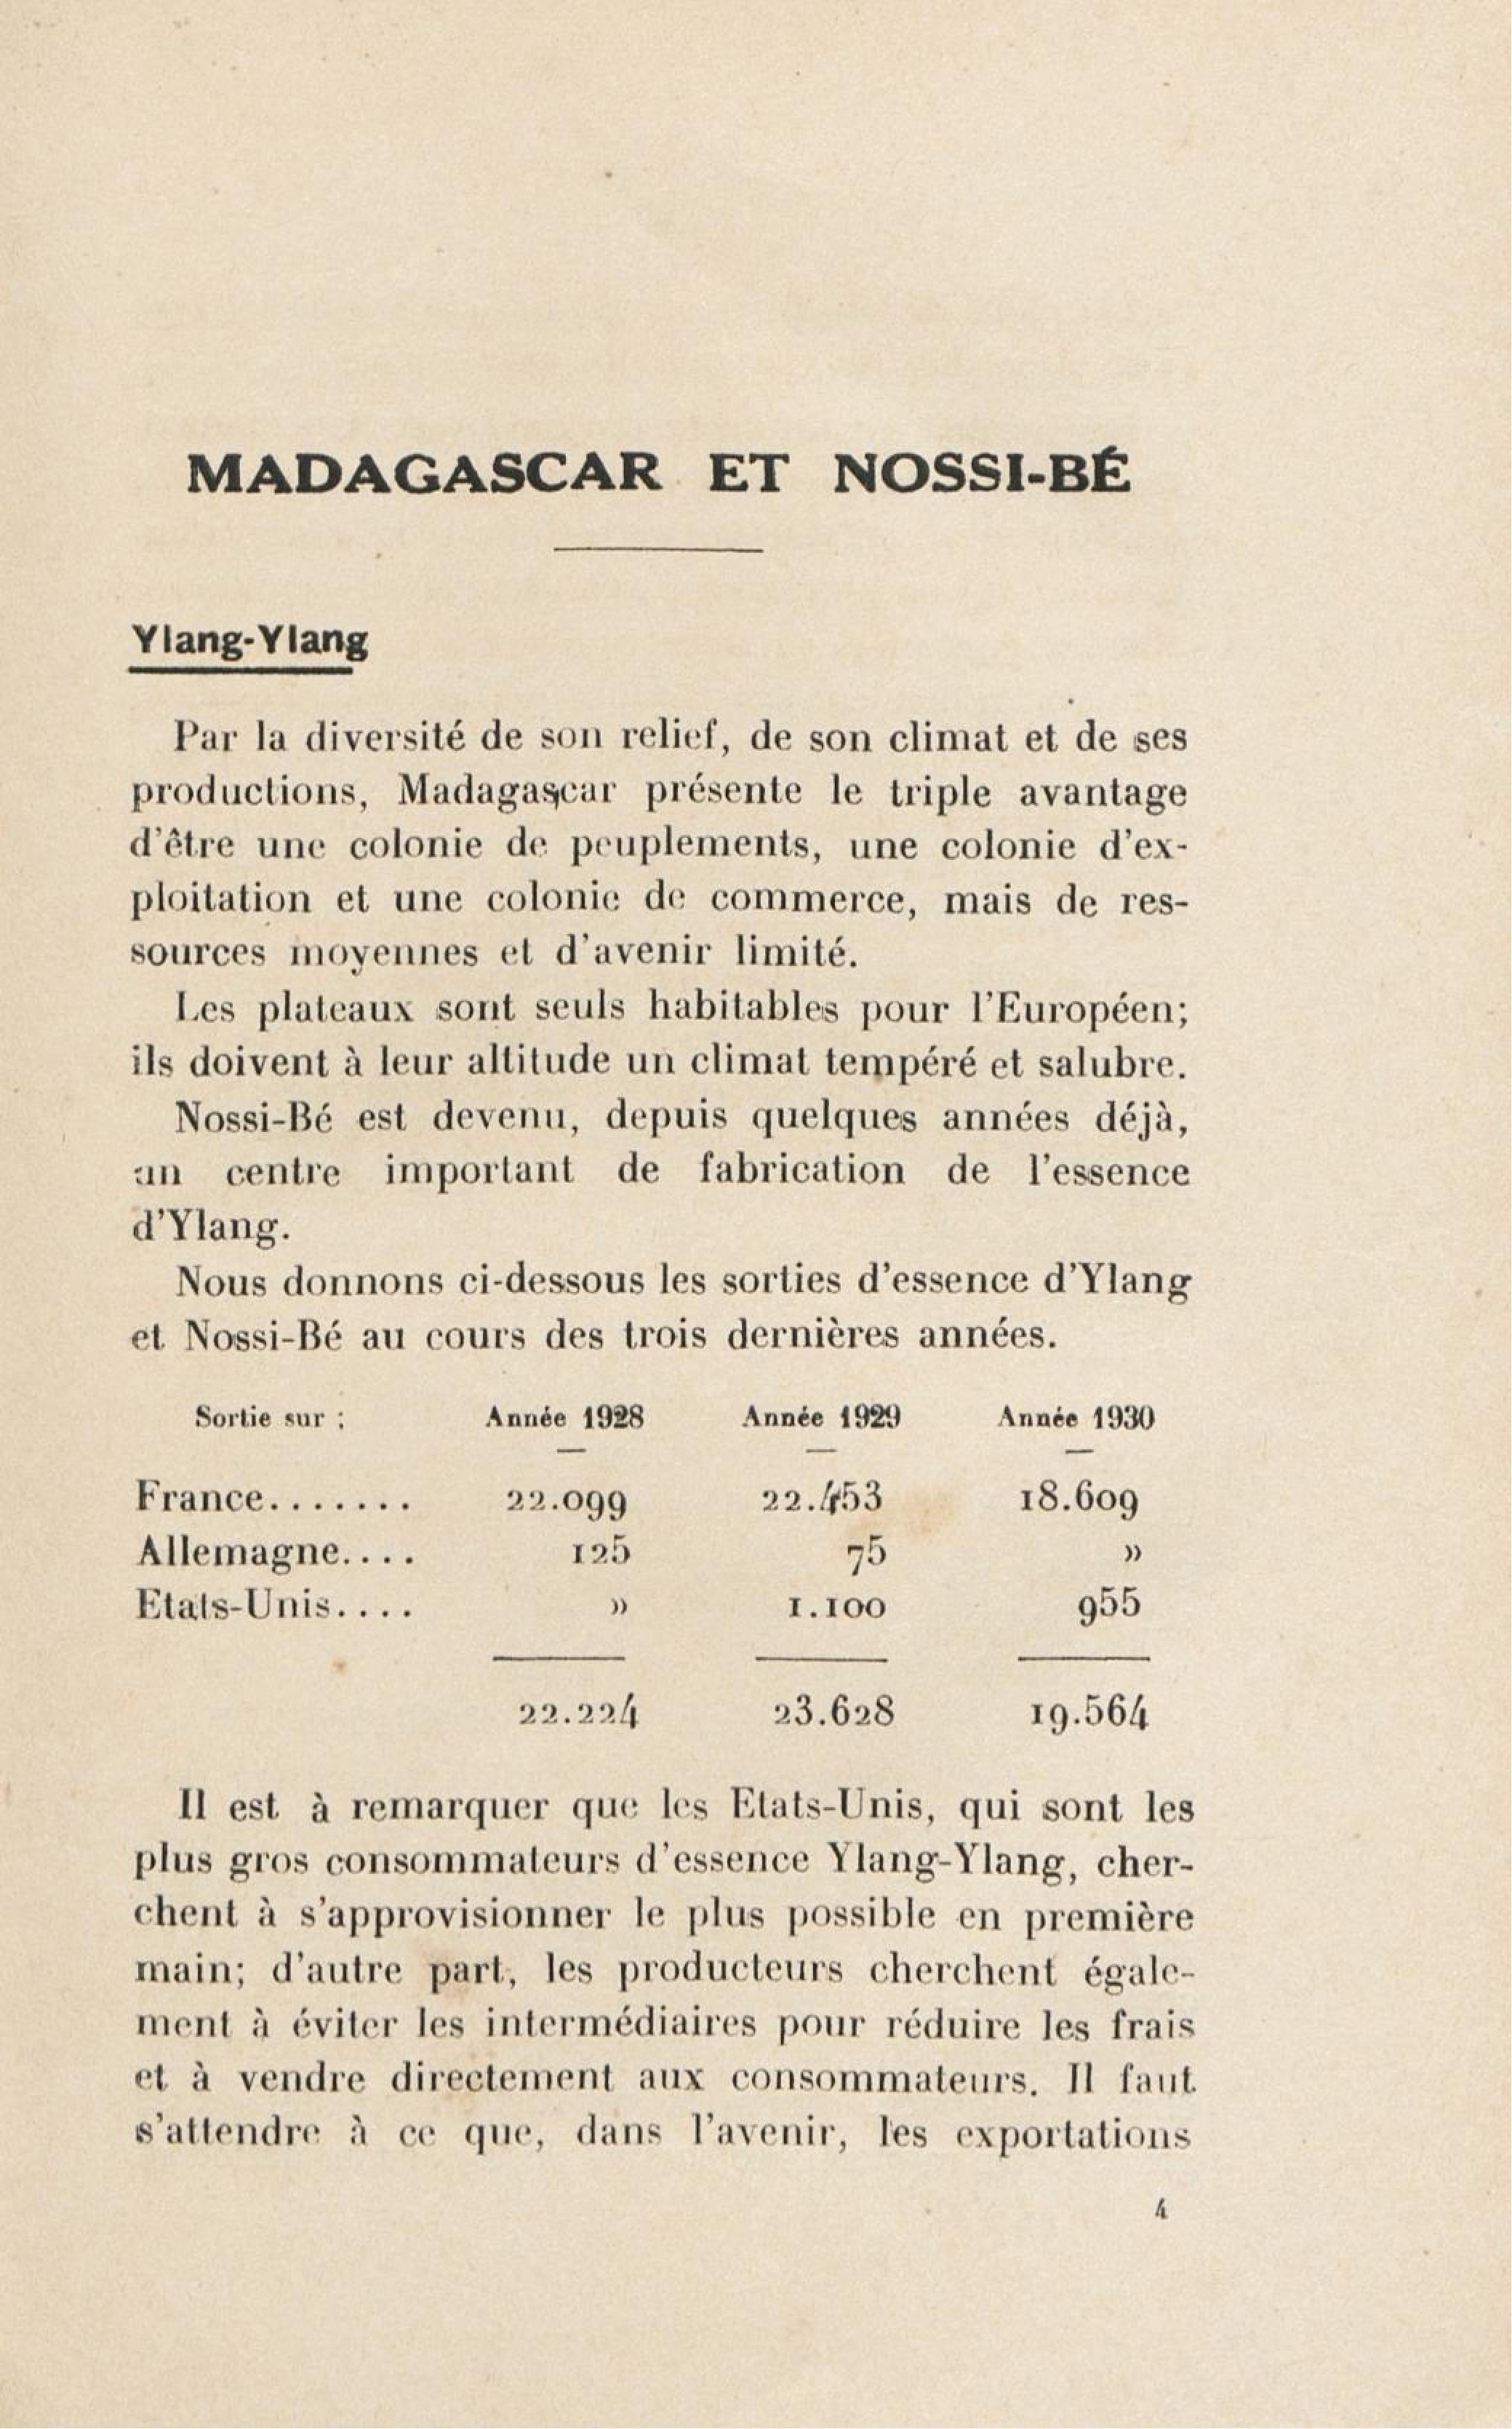 MADAGASCAR ET NOSSI-BÉ
Ylang-Ylang
Par la diversité de son relief, de son climat et de ses
productions, Madagascar présente le triple avantage
d'être une colonie de peuplements, une colonie d'ex-
ploitation et une colonie de commerce, mais de res-
sources moyennes et d'avenir limité.
Les plateaux sont seuls habitables pour l'Européen;
ils doivent à leur altitude un climat tempéré et salubre.
Nossi-Bé est devenu, depuis quelques années déjà,
un centre important de fabrication de l'essence
d'Ylang.
Nous donnons ci-dessous les sorties d'essence d'Ylang
et Nossi-Bé au cours des trois dernières années.
Sortie sur : Année 1928 Année 1929 Année 1930
France....... 22.099 22.453 18.609
Allemagne.... 125 75 »
Etats-Unis.... » 1.100 955
22.224 23.628 19.564
Il est à remarquer que les Etats-Unis, qui sont les
plus gros consommateurs d'essence Ylang-Ylang, cher-
chent à s'approvisionner le plus possible en première
main; d'autre part, les producteurs cherchent égale-
ment à éviter les intermédiaires pour réduire les frais
et à vendre directement aux consommateurs. Il faut
s'attendre à ce que, dans l'avenir, les exportations
4